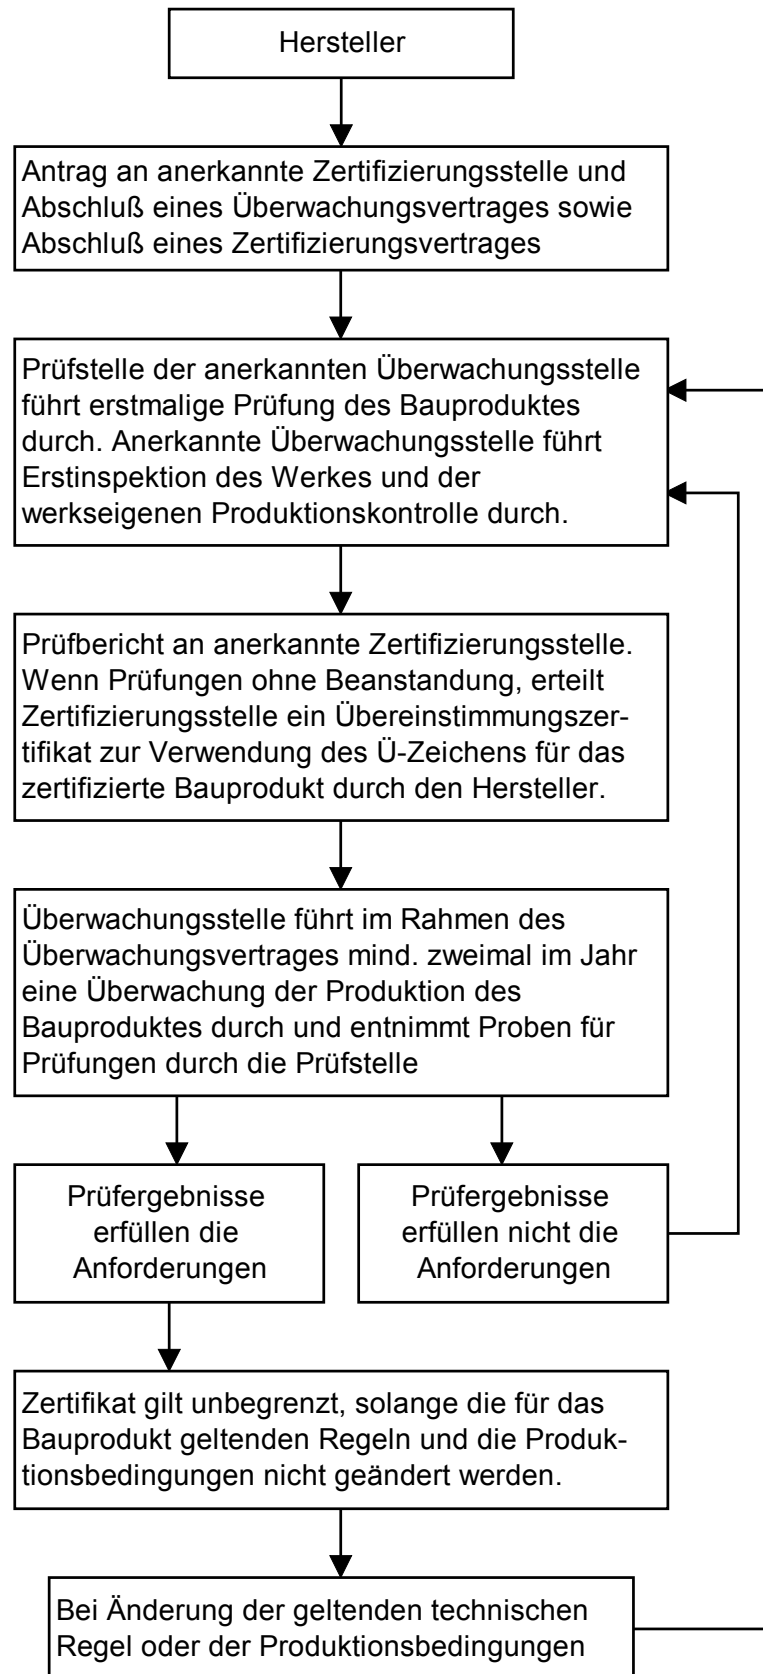 Hersteller
Antrag an anerkannte Zertifizierungsstelle und
Abschluß eines Überwachungsvertrages sowie
Abschluß eines Zertifizierungsvertrages
Prüfstelle der anerkannten Überwachungsstelle
führt erstmalige Prüfung des Bauproduktes
durch. Anerkannte Überwachungsstelle führt
Erstinspektion des Werkes und der
werkseigenen Produktionskontrolle durch.
Prüfbericht an anerkannte Zertifizierungsstelle.
Wenn Prüfungen ohne Beanstandung, erteilt
Zertifizierungsstelle ein Übereinstimmungszer-
tifikat zur Verwendung des Ü-Zeichens für das
zertifizierte Bauprodukt durch den Hersteller.
Überwachungsstelle führt im Rahmen des
Überwachungsvertrages mind. zweimal im Jahr
eine Überwachung der Produktion des
Bauproduktes durch und entnimmt Proben für
Prüfungen durch die Prüfstelle
Prüfergebnisse
erfüllen die
Anforderungen
Prüfergebnisse
erfüllen nicht die
Anforderungen
Zertifikat gilt unbegrenzt, solange die für das
Bauprodukt geltenden Regeln und die Produk-
tionsbedingungen nicht geändert werden.
Bei Änderung der geltenden technischen
Regel oder der Produktionsbedingungen